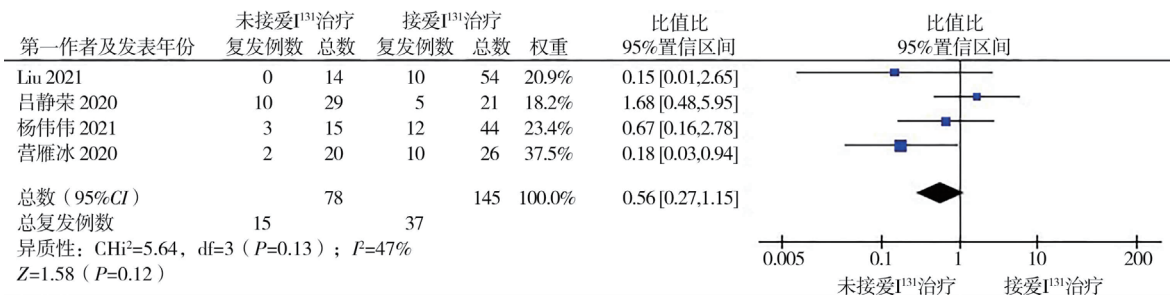 未接爱I¹³¹治疗 接爱I¹³¹治疗 比值比 比值比
第一作者及发表年份 复发例数 总数 复发例数 总数 权重 95%置信区间 95%置信区间
Liu 2021 0 14 10 54 20.9% 0.15 [0.01,2.65]
吕静荣 2020 10 29 5 21 18.2% 1.68 [0.48,5.95]
杨伟伟 2021 3 15 12 44 23.4% 0.67 [0.16,2.78]
营雁冰 2020 2 20 10 26 37.5% 0.18 [0.03,0.94]
总数（95%CI） 78 145 100.0% 0.56 [0.27,1.15]
总复发例数 15 37
异质性：CHi²=5.64，df=3（P=0.13）；I²=47%
Z=1.58（P=0.12）
0.005 0.1 1 10 200
未接爱I¹³¹治疗 接爱I¹³¹治疗